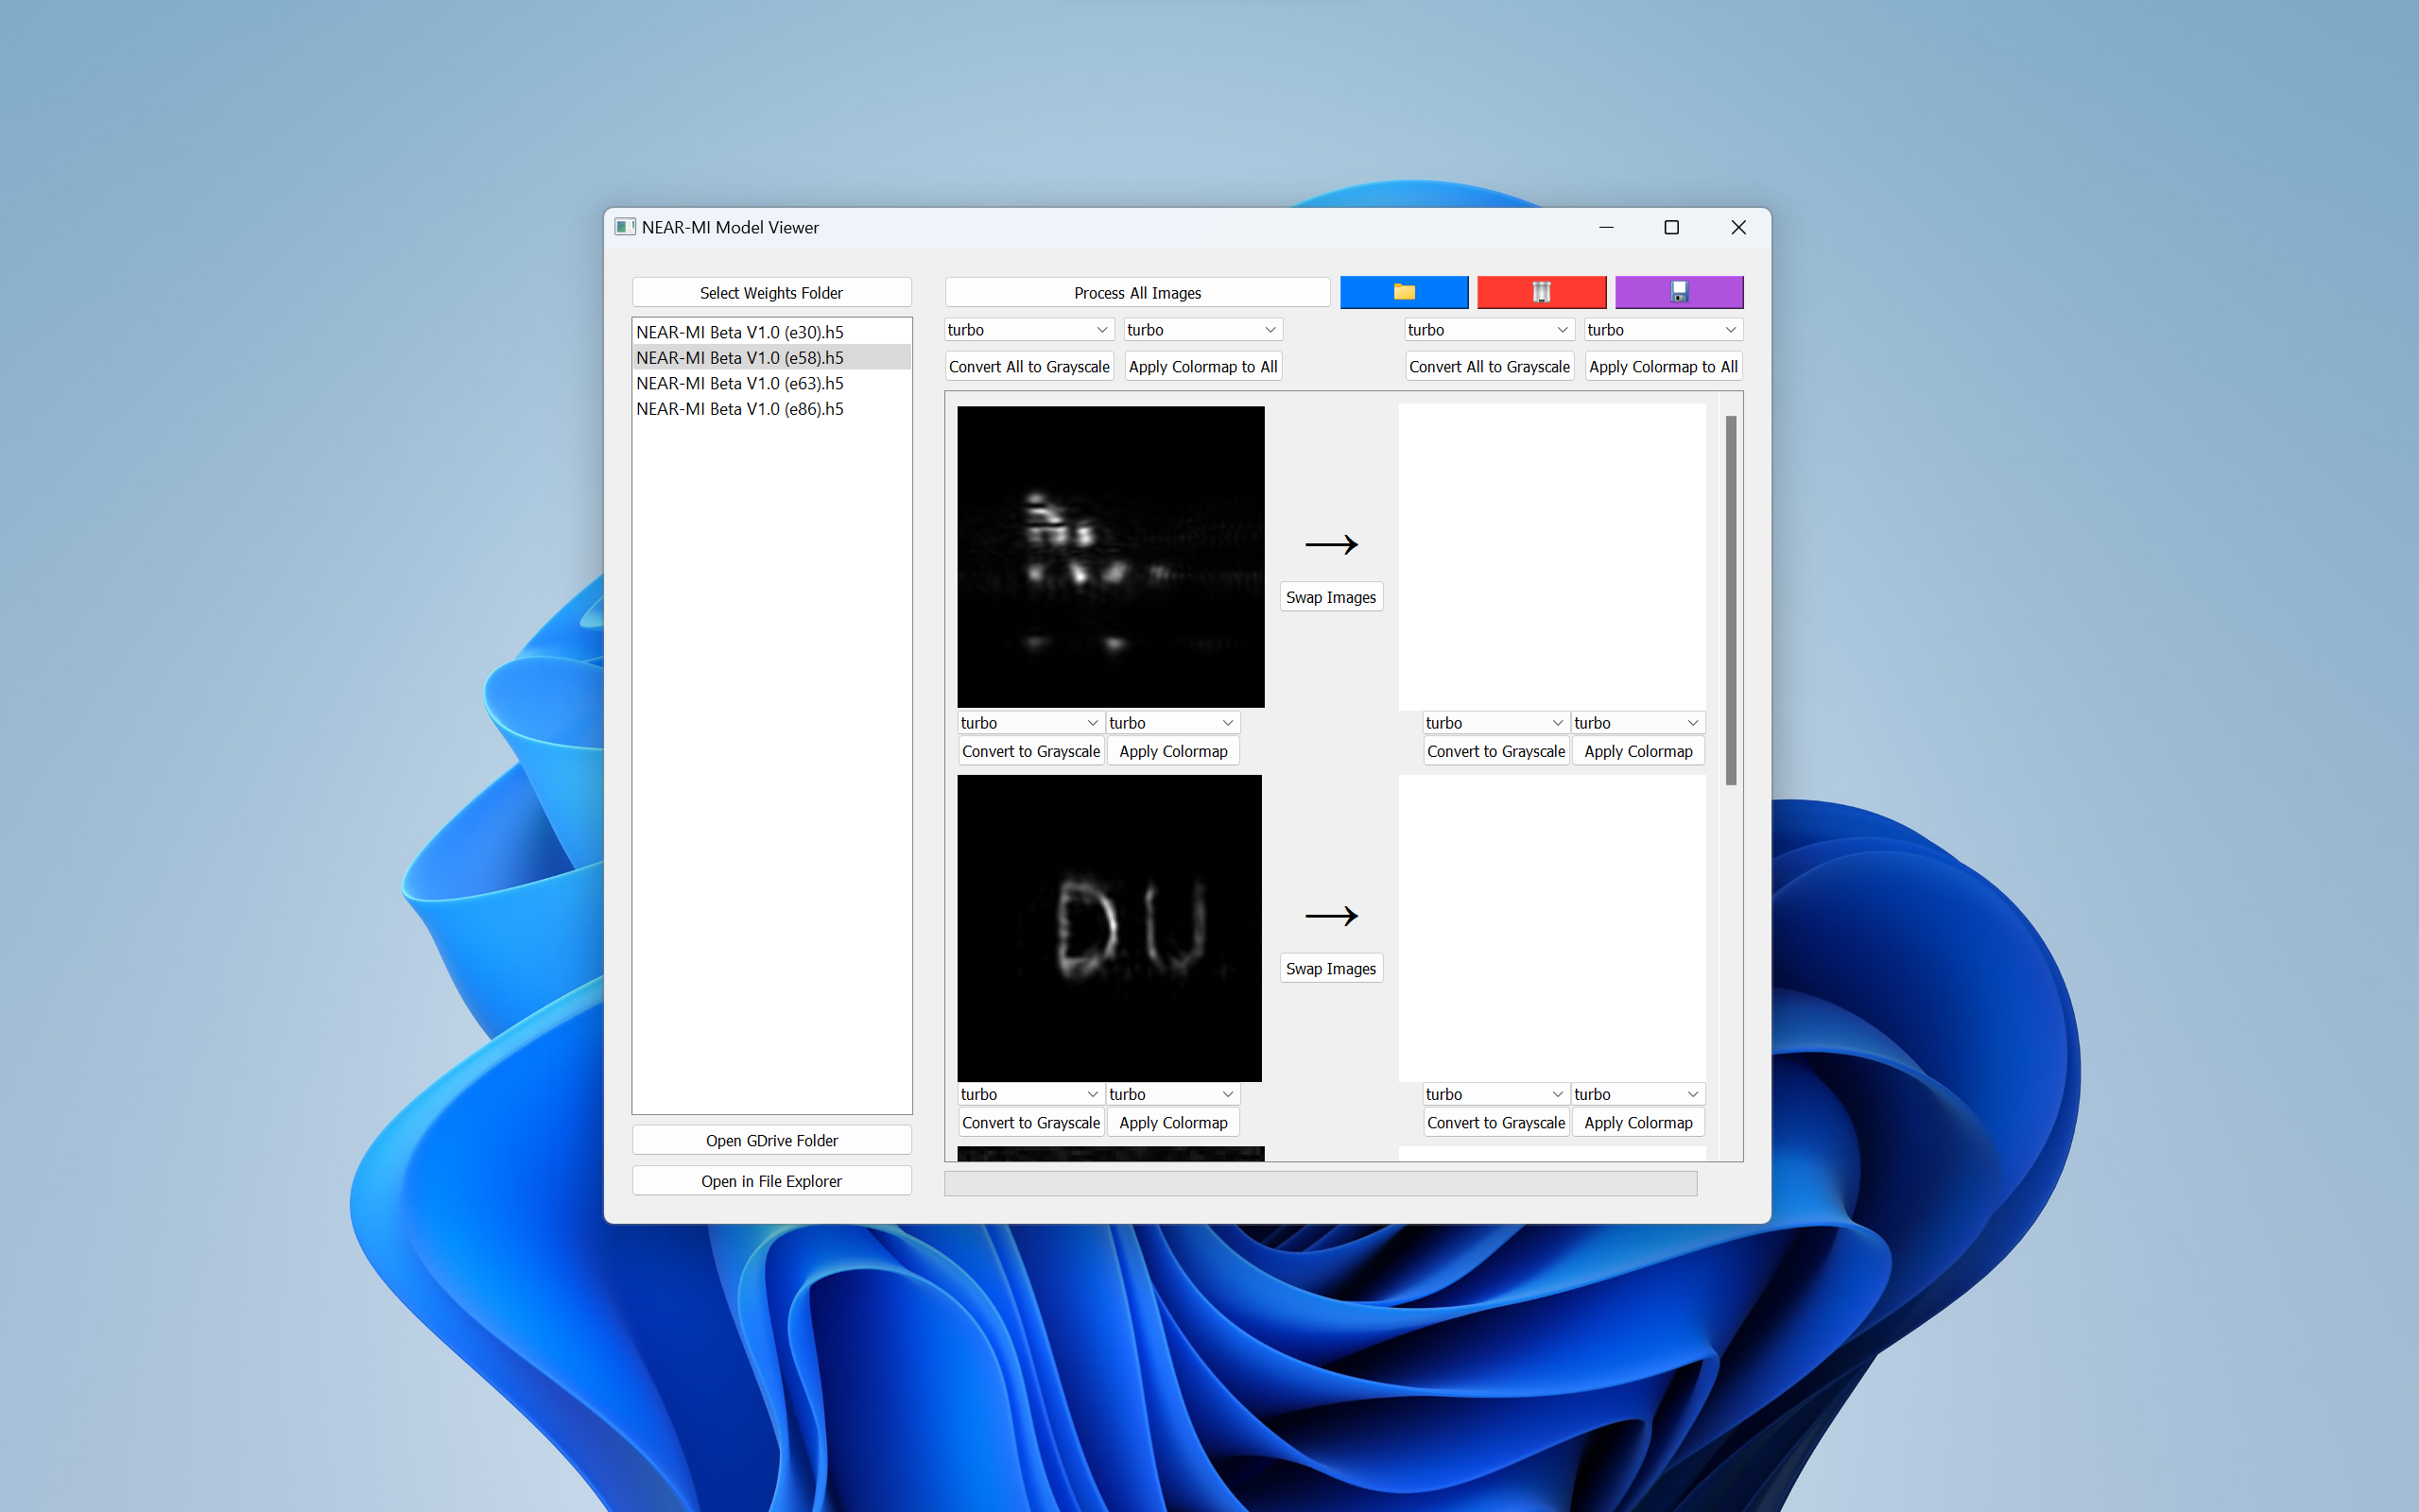 NEAR-MI Model Viewer
Select Weights Folder
Process All Images
NEAR-MI Beta V1.0 (e30).h5
NEAR-MI Beta V1.0 (e58).h5
NEAR-MI Beta V1.0 (e63).h5
NEAR-MI Beta V1.0 (e86).h5
turbo turbo turbo turbo
Convert All to Grayscale Apply Colormap to All Convert All to Grayscale Apply Colormap to All
Swap Images
turbo turbo turbo turbo
Convert to Grayscale Apply Colormap Convert to Grayscale Apply Colormap
DU
Swap Images
turbo turbo turbo turbo
Convert to Grayscale Apply Colormap Convert to Grayscale Apply Colormap
Open GDrive Folder
Open in File Explorer